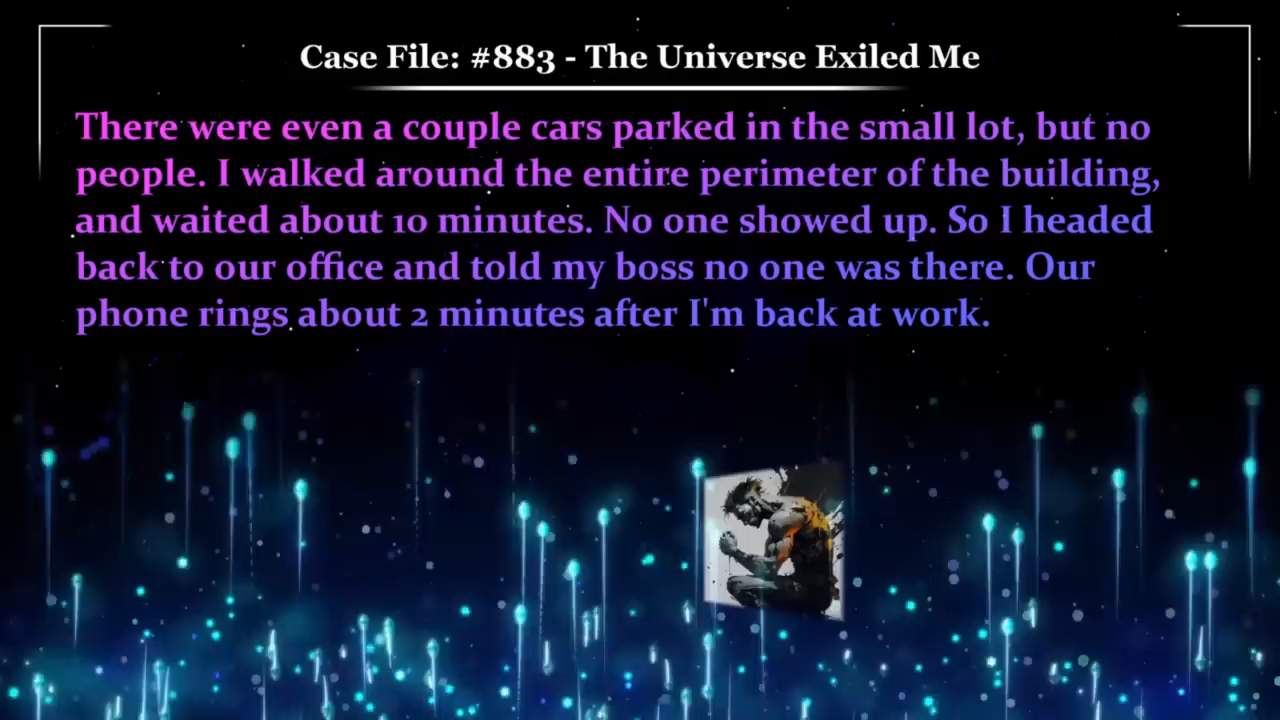 Case File: #883 - The Universe Exiled Me
There were even a couple cars parked in the small lot, but no
people. I walked around the entire perimeter of the building,
and waited about 10 minutes. No one showed up. So I headed
back to our office and told my boss no one was there. Our
phone rings about 2 minutes after I'm back at work.